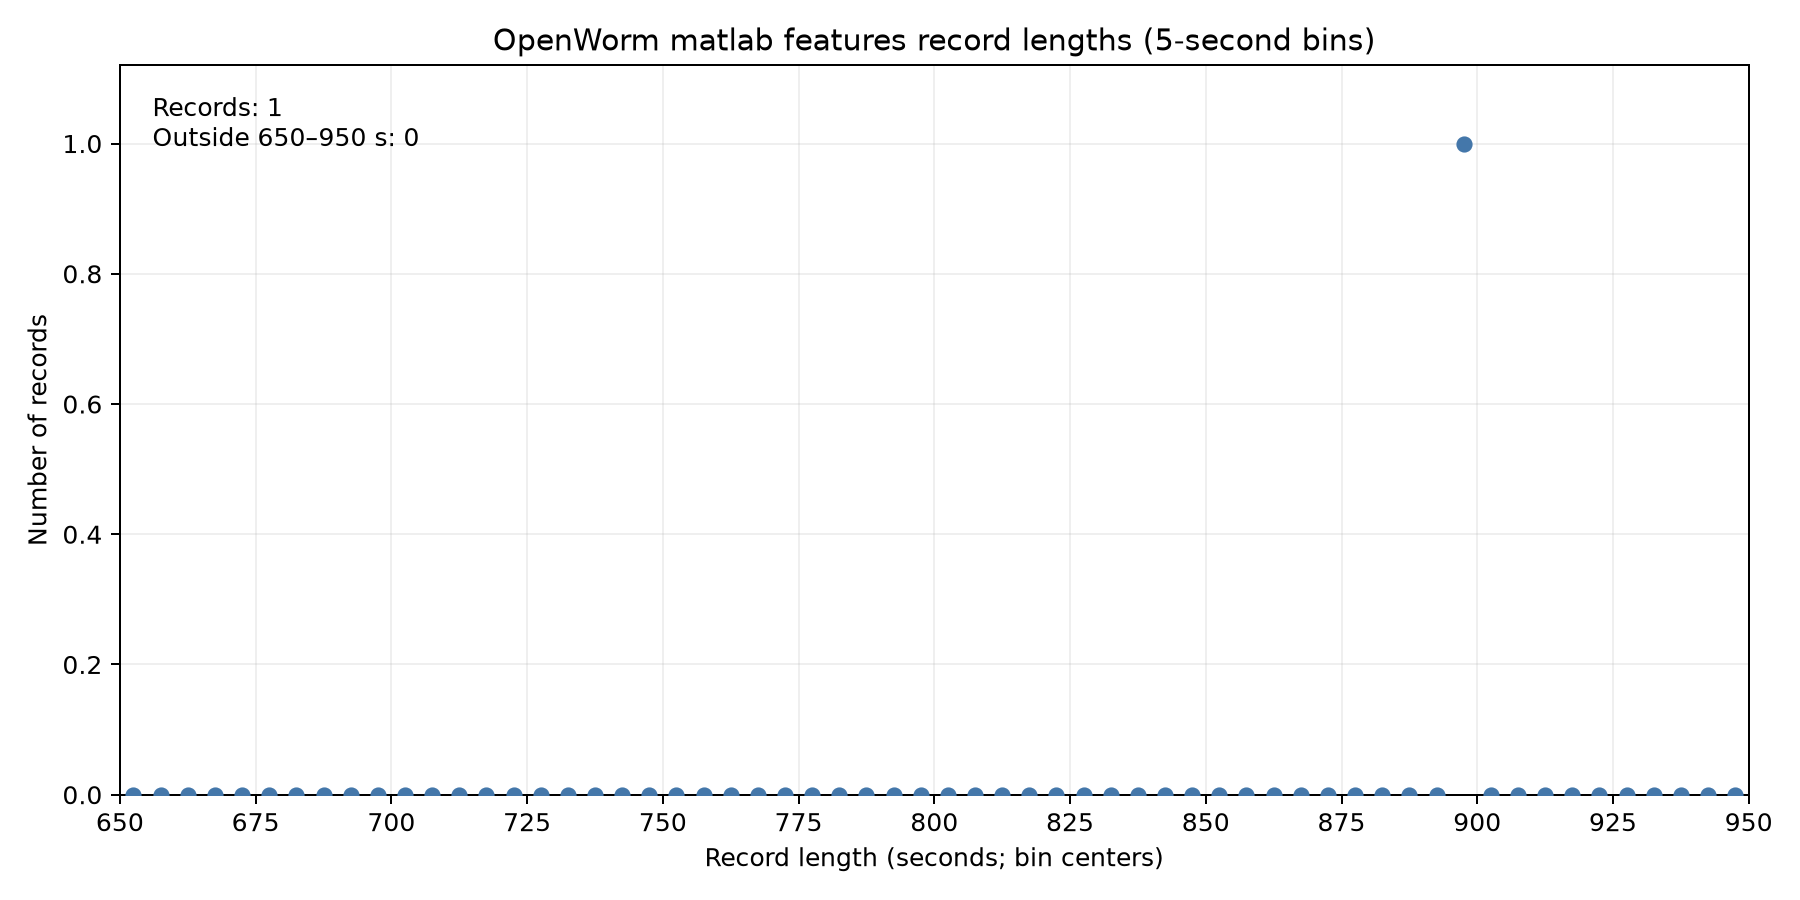 OpenWorm matlab features record lengths (5-second bins)
Records: 1
Outside 650–950 s: 0
1.0
0.8
0.6
0.4
0.2
0.0
Number of records
650 675 700 725 750 775 800 825 850 875 900 925 950
Record length (seconds; bin centers)